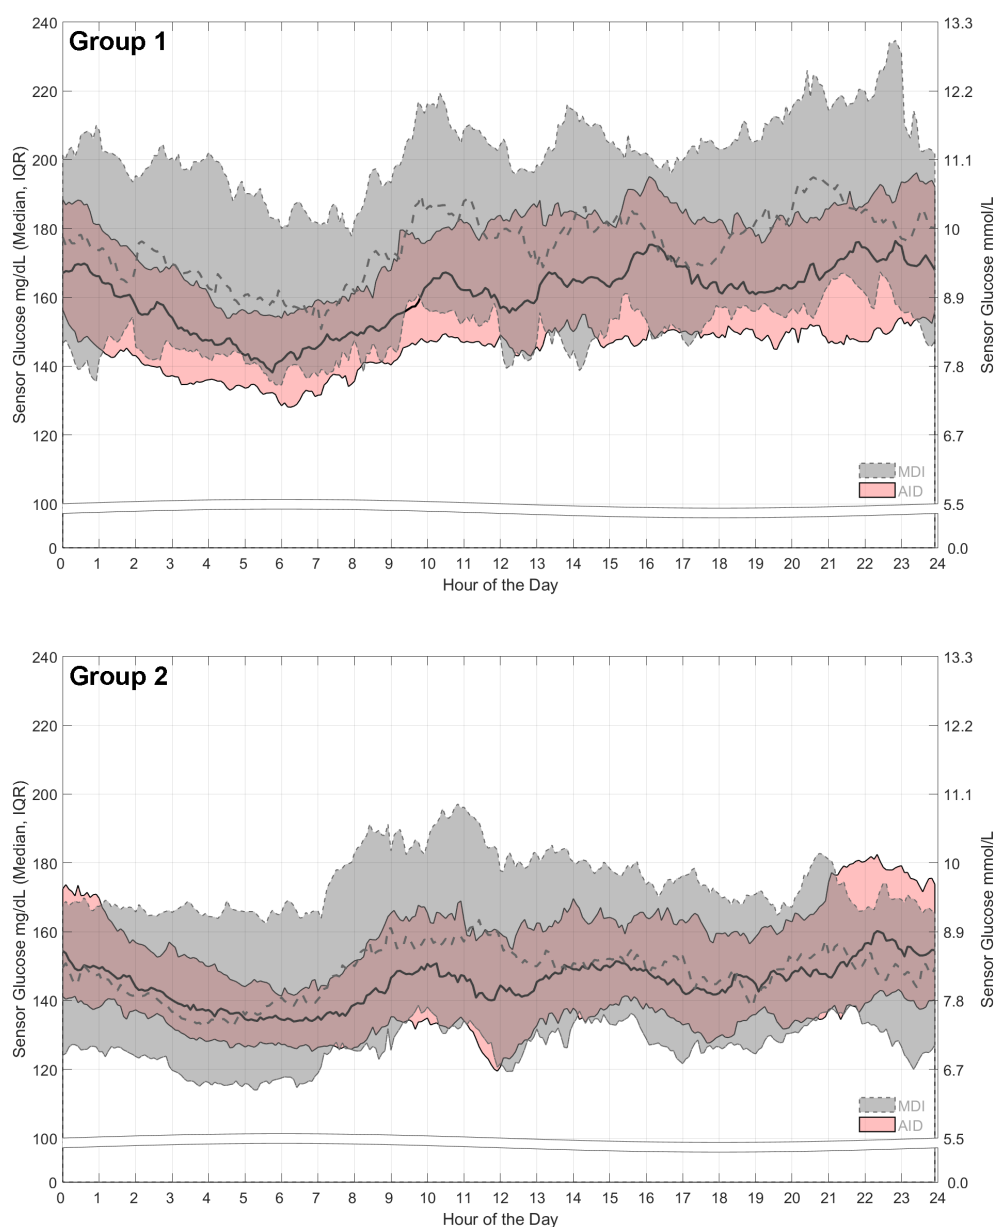 Group 1
Sensor Glucose mg/dL (Median, IQR)
240
220
200
180
160
140
120
100
0
13.3
12.2
11.1
10
8.9
7.8
6.7
5.5
0.0
Sensor Glucose mmol/L
MDI
AID
0 1 2 3 4 5 6 7 8 9 10 11 12 13 14 15 16 17 18 19 20 21 22 23 24
Hour of the Day
Group 2
Sensor Glucose mg/dL (Median, IQR)
240
220
200
180
160
140
120
100
0
13.3
12.2
11.1
10
8.9
7.8
6.7
5.5
0.0
Sensor Glucose mmol/L
MDI
AID
0 1 2 3 4 5 6 7 8 9 10 11 12 13 14 15 16 17 18 19 20 21 22 23 24
Hour of the Day